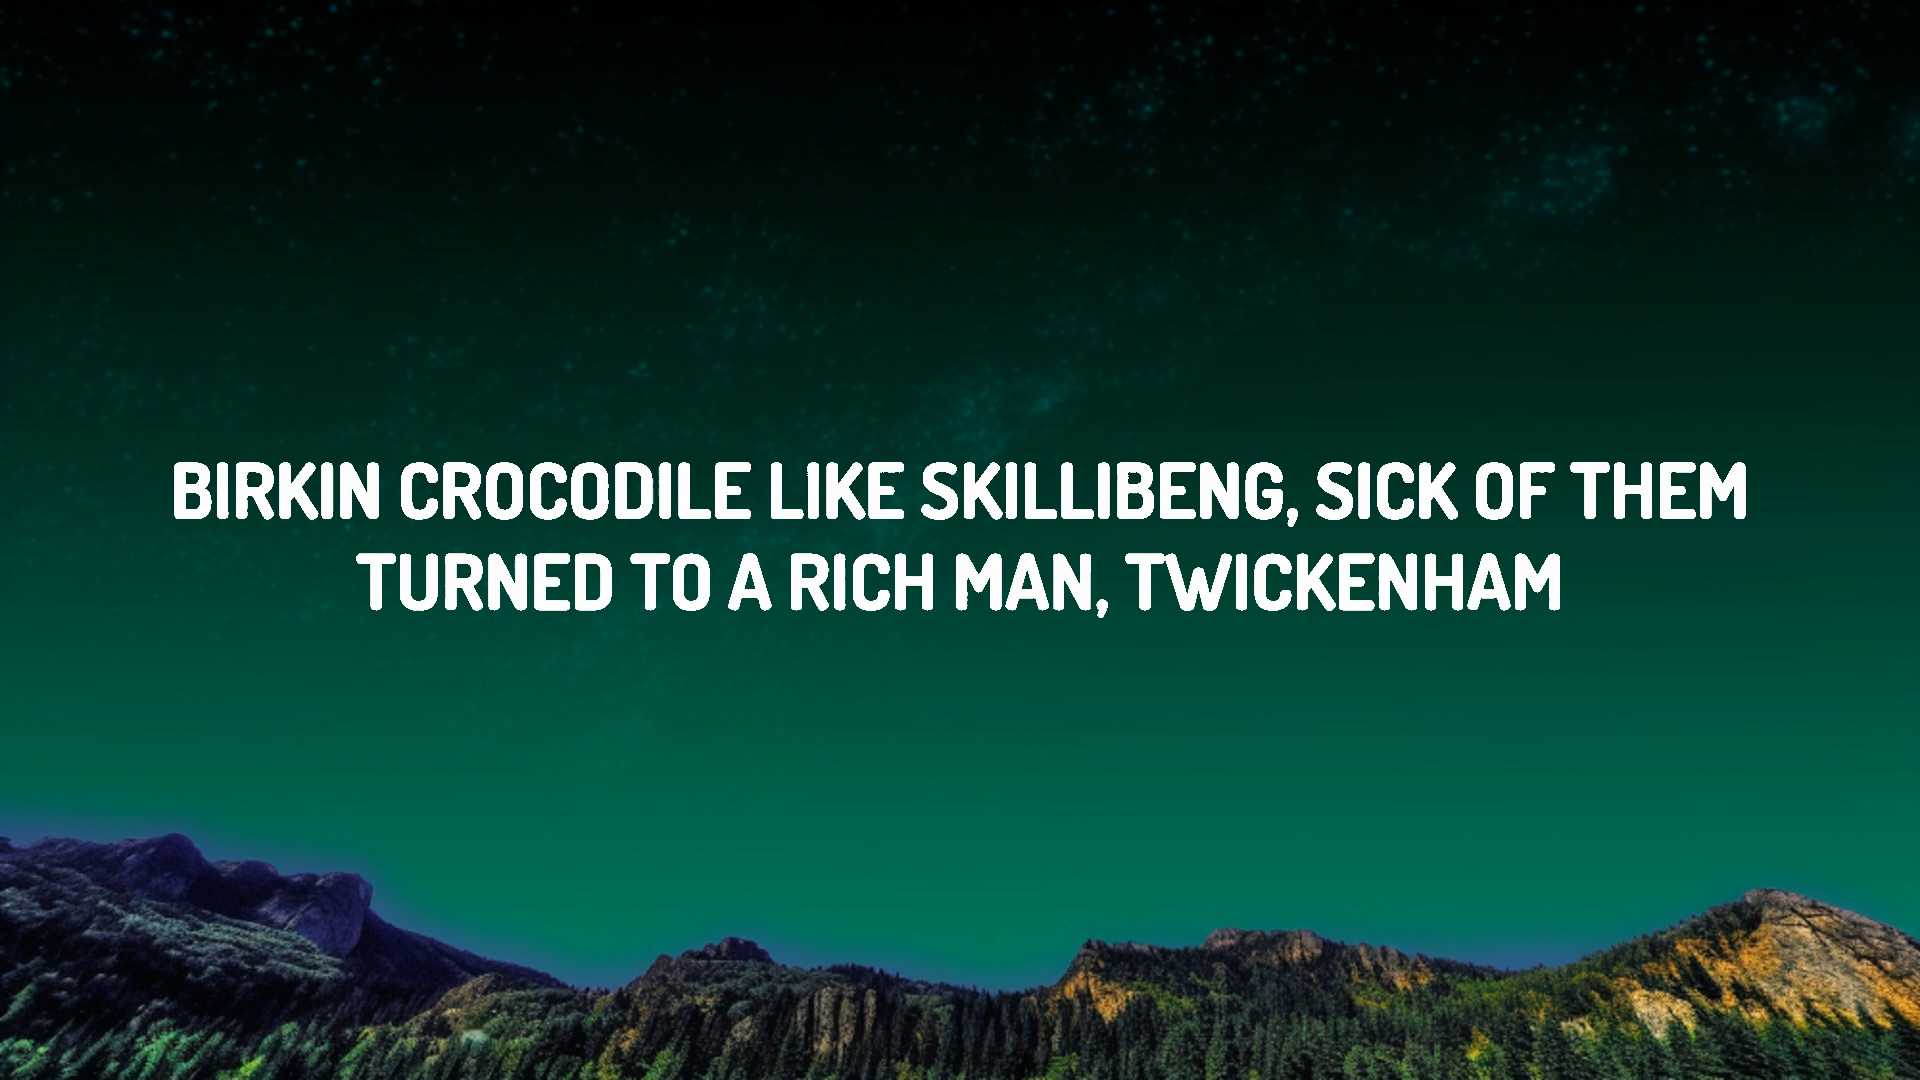 BIRKIN CROCODILE LIKE SKILLIBENG, SICK OF THEM
TURNED TO A RICH MAN, TWICKENHAM